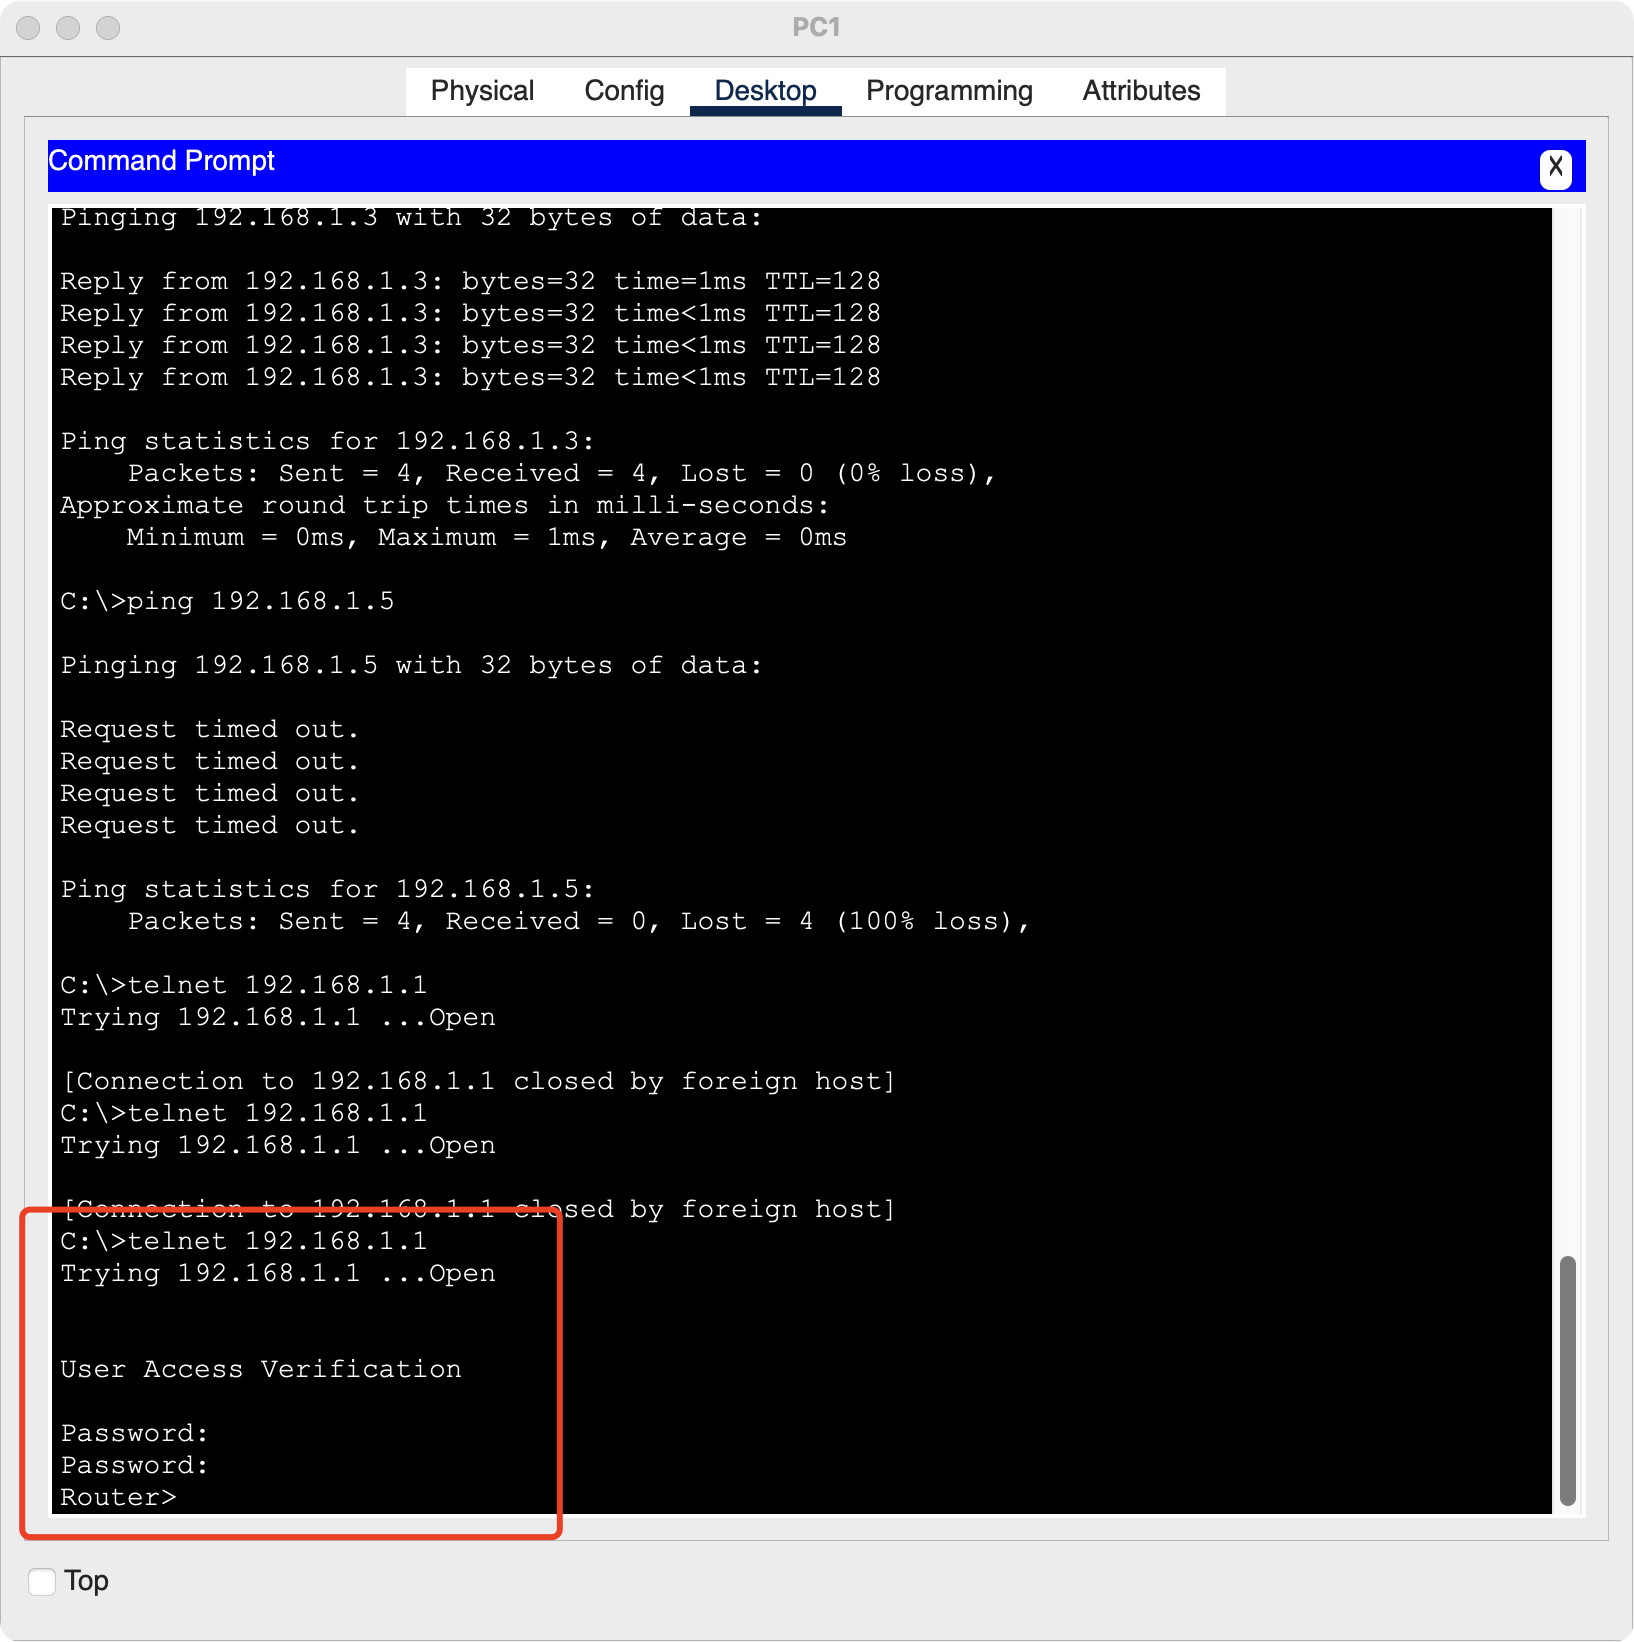 PC1
Physical Config Desktop Programming Attributes
Command Prompt
X
Pinging 192.168.1.3 with 32 bytes of data:
Reply from 192.168.1.3: bytes=32 time=1ms TTL=128
Reply from 192.168.1.3: bytes=32 time<1ms TTL=128
Reply from 192.168.1.3: bytes=32 time<1ms TTL=128
Reply from 192.168.1.3: bytes=32 time<1ms TTL=128
Ping statistics for 192.168.1.3:
Packets: Sent = 4, Received = 4, Lost = 0 (0% loss),
Approximate round trip times in milli-seconds:
Minimum = 0ms, Maximum = 1ms, Average = 0ms
C:\>ping 192.168.1.5
Pinging 192.168.1.5 with 32 bytes of data:
Request timed out.
Request timed out.
Request timed out.
Request timed out.
Ping statistics for 192.168.1.5:
Packets: Sent = 4, Received = 0, Lost = 4 (100% loss),
C:\>telnet 192.168.1.1
Trying 192.168.1.1 ...Open
[Connection to 192.168.1.1 closed by foreign host]
C:\>telnet 192.168.1.1
Trying 192.168.1.1 ...Open
[Connection to 192.168.1.1 closed by foreign host]
C:\>telnet 192.168.1.1
Trying 192.168.1.1 ...Open
User Access Verification
Password:
Password:
Router>
Top